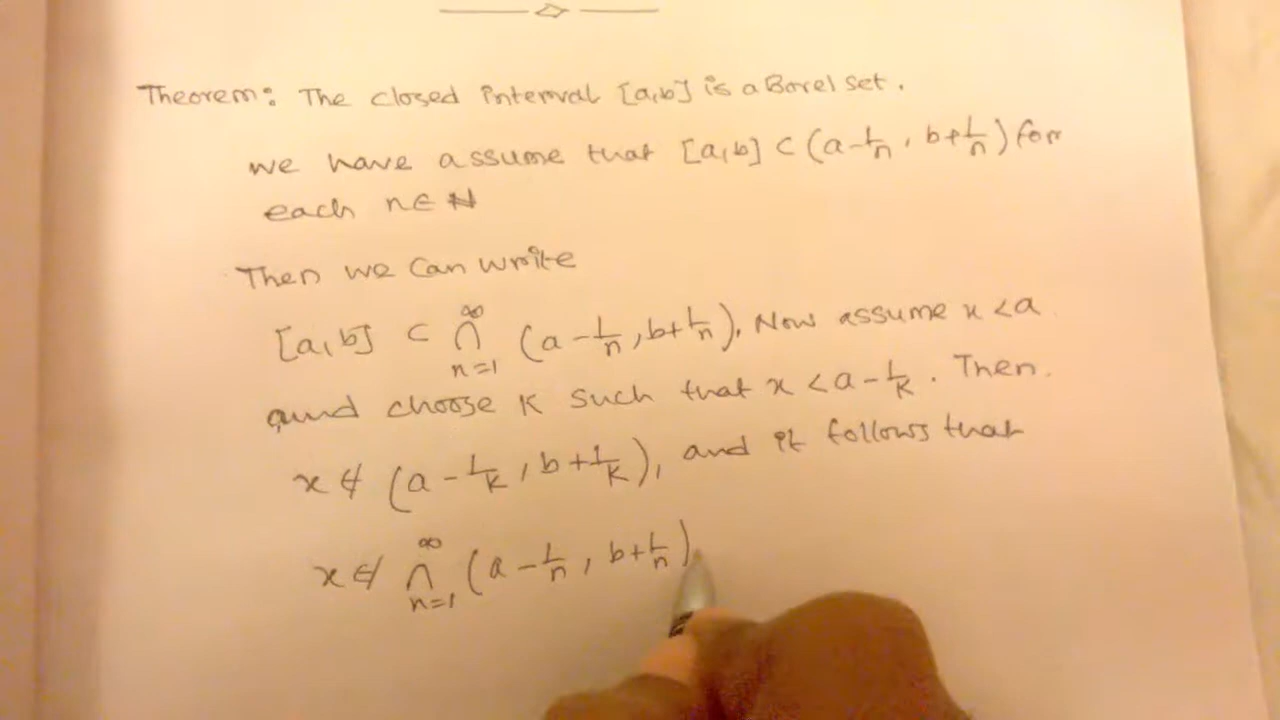 Theorem: The closed interval [a,b] is a Borel set.
we have assume that [a,b] ⊂ (a-1/n, b+1/n) for
each n∈ℕ
Then we can write
[a,b] ⊂ ∞⋂n=1 (a-1/n, b+1/n). Now assume x<a
and choose K such that x<a-1/K. Then.
x∉(a-1/K, b+1/K), and it follows that
x∉ ∞⋂n=1 (a-1/n, b+1/n)